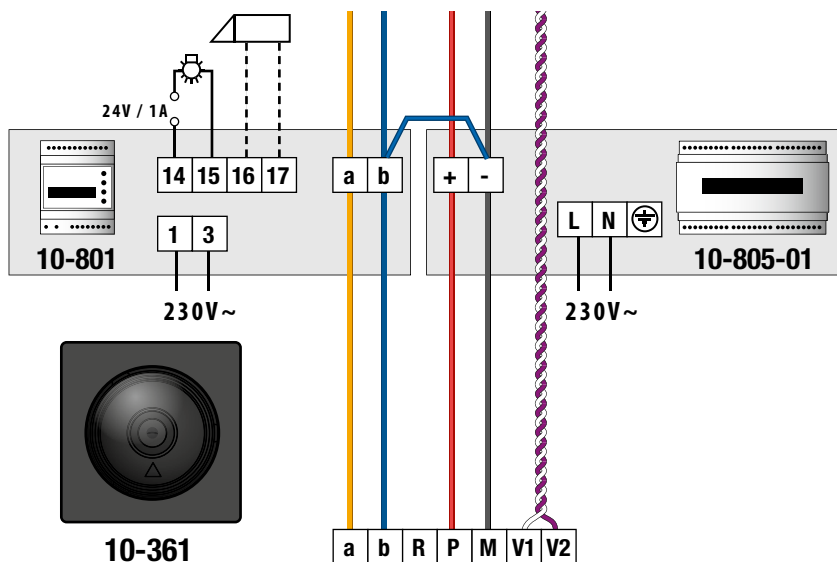 24V / 1A
14 15 16 17
a b
+ -
1 3
L N
10-801
10-805-01
230V~
230V~
10-361
a b R P M V1 V2